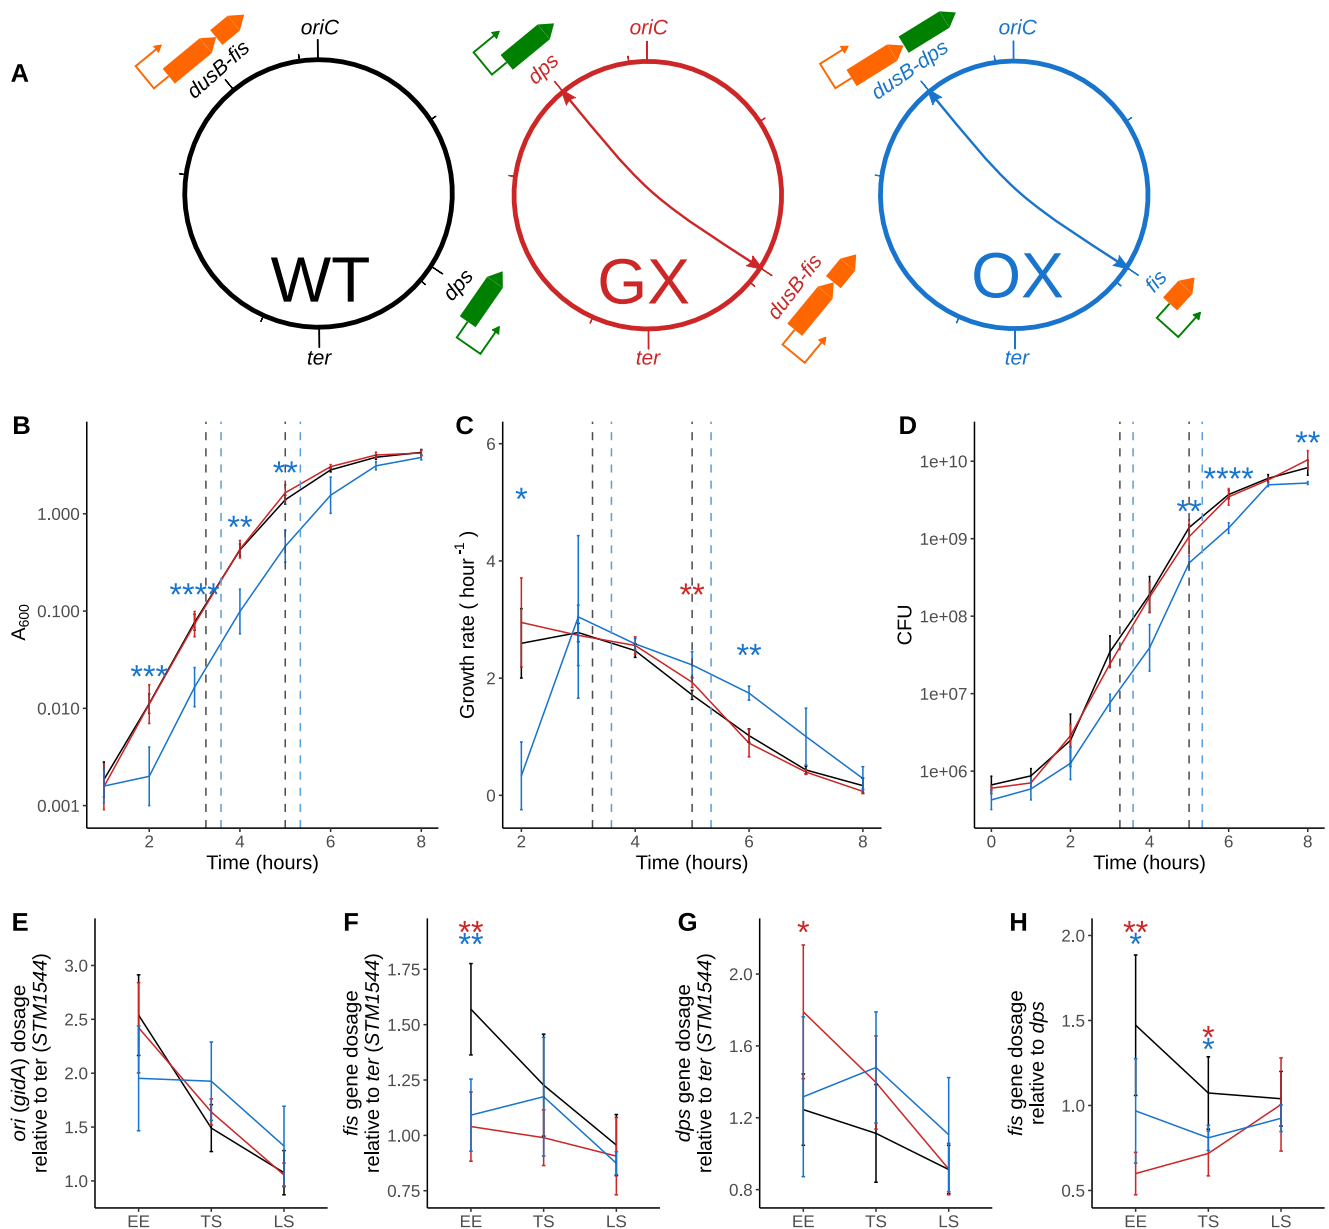 A
oriC
dusB-fis
WT
dps
ter
oriC
dps
GX
dusB-fis
ter
oriC
dusB-dps
OX
fis
ter
B
A600
1.000
0.100
0.010
0.001
***
****
**
**
2
4
6
8
Time (hours)
C
Growth rate ( hour -1 )
6
4
2
0
*
**
**
2
4
6
8
Time (hours)
D
CFU
1e+10
1e+09
1e+08
1e+07
1e+06
**
****
**
0
2
4
6
8
Time (hours)
E
ori (gidA) dosage
relative to ter (STM1544)
3.0
2.5
2.0
1.5
1.0
EE
TS
LS
F
fis gene dosage
relative to ter (STM1544)
1.75
1.50
1.25
1.00
0.75
**
**
EE
TS
LS
G
dps gene dosage
relative to ter (STM1544)
2.0
1.6
1.2
0.8
*
EE
TS
LS
H
fis gene dosage
relative to dps
2.0
1.5
1.0
0.5
**
*
*
*
EE
TS
LS